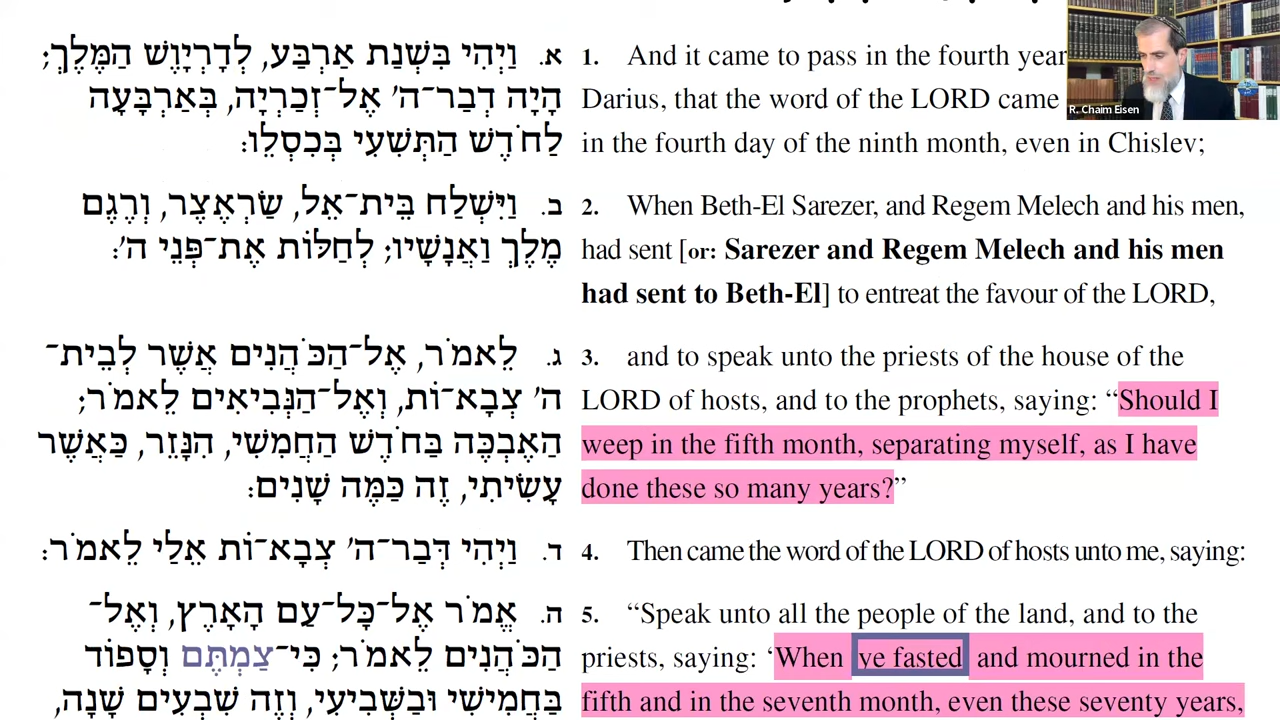 א. וַיְהִי בִּשְׁנַת אַרְבַּע, לְדָרְיָוֶשׁ הַמֶּלֶךְ;
הָיָה דְבַר־ה' אֶל־זְכַרְיָה, בְּאַרְבָּעָה
לַחֹדֶשׁ הַתְּשִׁעִי בְּכִסְלֵו:
ב. וַיִּשְׁלַח בֵּית־אֵל, שַׂרְאֶצֶר, וְרֶגֶם
מֶלֶךְ וַאֲנָשָׁיו; לְחַלּוֹת אֶת־פְּנֵי ה':
ג. לֵאמֹר, אֶל־הַכֹּהֲנִים אֲשֶׁר לְבֵית־
ה' צְבָא־וֹת, וְאֶל־הַנְּבִיאִים לֵאמֹר;
הַאֶבְכֶּה בַּחֹדֶשׁ הַחֲמִשִׁי, הִנָּזֵר, כַּאֲשֶׁר
עָשִׂיתִי, זֶה כַּמֶּה שָׁנִים:
ד. וַיְהִי דְּבַר־ה' צְבָא־וֹת אֵלַי לֵאמֹר:
ה. אֱמֹר אֶל־כָּל־עַם הָאָרֶץ, וְאֶל־
הַכֹּהֲנִים לֵאמֹר; כִּי־צַמְתֶּם וְסָפוֹד
בַּחֲמִישִׁי וּבַשְּׁבִיעִי, וְזֶה שִׁבְעִים שָׁנָה,
1. And it came to pass in the fourth year
Darius, that the word of the LORD came
in the fourth day of the ninth month, even in Chislev;
2. When Beth-El Sarezer, and Regem Melech and his men,
had sent [or: Sarezer and Regem Melech and his men
had sent to Beth-El] to entreat the favour of the LORD,
3. and to speak unto the priests of the house of the
LORD of hosts, and to the prophets, saying: “Should I
weep in the fifth month, separating myself, as I have
done these so many years?”
4. Then came the word of the LORD of hosts unto me, saying:
5. “Speak unto all the people of the land, and to the
priests, saying: ‘When ye fasted and mourned in the
fifth and in the seventh month, even these seventy years,
R. Chaim Eisen